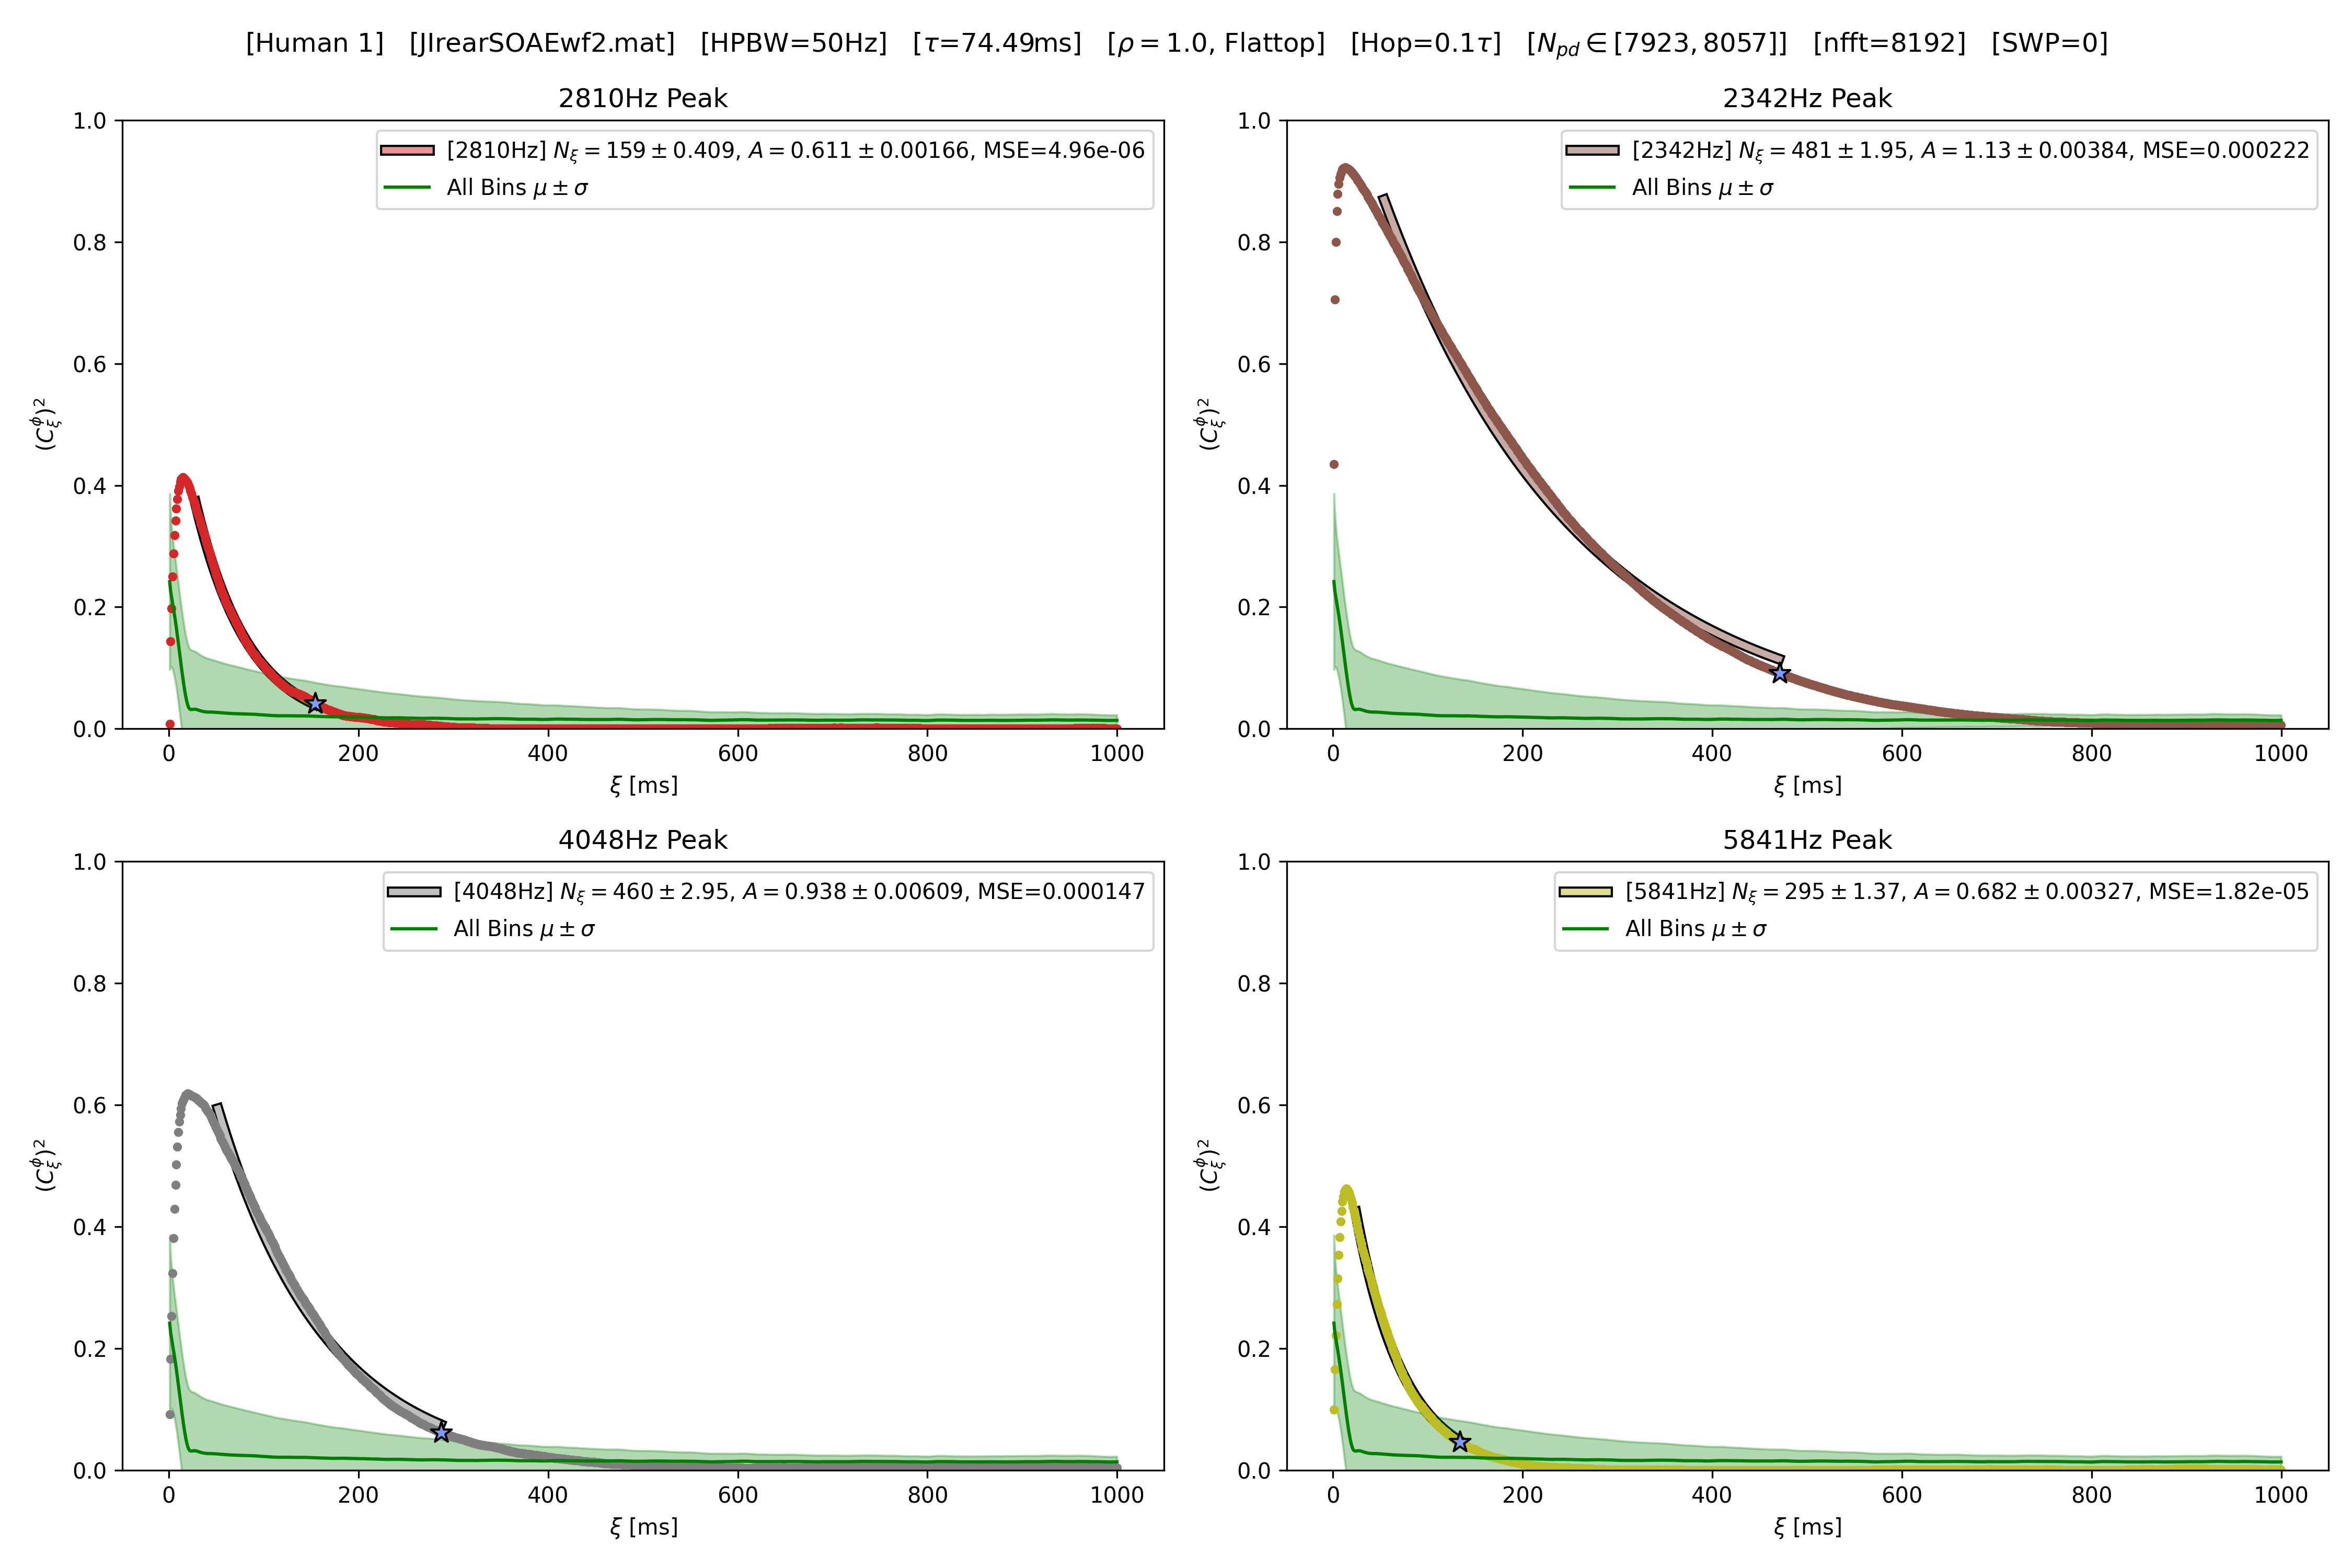 [Human 1] [JIrearSOAEwf2.mat] [HPBW=50Hz] [τ=74.49ms] [ρ = 1.0, Flattop] [Hop=0.1τ] [N_pd ∈ [7923, 8057]] [nfft=8192] [SWP=0]
2810Hz Peak
[2810Hz] N_ξ = 159 ± 0.409, A = 0.611 ± 0.00166, MSE=4.96e-06
All Bins μ ± σ
1.0
0.8
0.6
0.4
0.2
0.0
(C_ξ^ϕ)^2
0 200 400 600 800 1000
ξ [ms]
2342Hz Peak
[2342Hz] N_ξ = 481 ± 1.95, A = 1.13 ± 0.00384, MSE=0.000222
All Bins μ ± σ
1.0
0.8
0.6
0.4
0.2
0.0
(C_ξ^ϕ)^2
0 200 400 600 800 1000
ξ [ms]
4048Hz Peak
[4048Hz] N_ξ = 460 ± 2.95, A = 0.938 ± 0.00609, MSE=0.000147
All Bins μ ± σ
1.0
0.8
0.6
0.4
0.2
0.0
(C_ξ^ϕ)^2
0 200 400 600 800 1000
ξ [ms]
5841Hz Peak
[5841Hz] N_ξ = 295 ± 1.37, A = 0.682 ± 0.00327, MSE=1.82e-05
All Bins μ ± σ
1.0
0.8
0.6
0.4
0.2
0.0
(C_ξ^ϕ)^2
0 200 400 600 800 1000
ξ [ms]